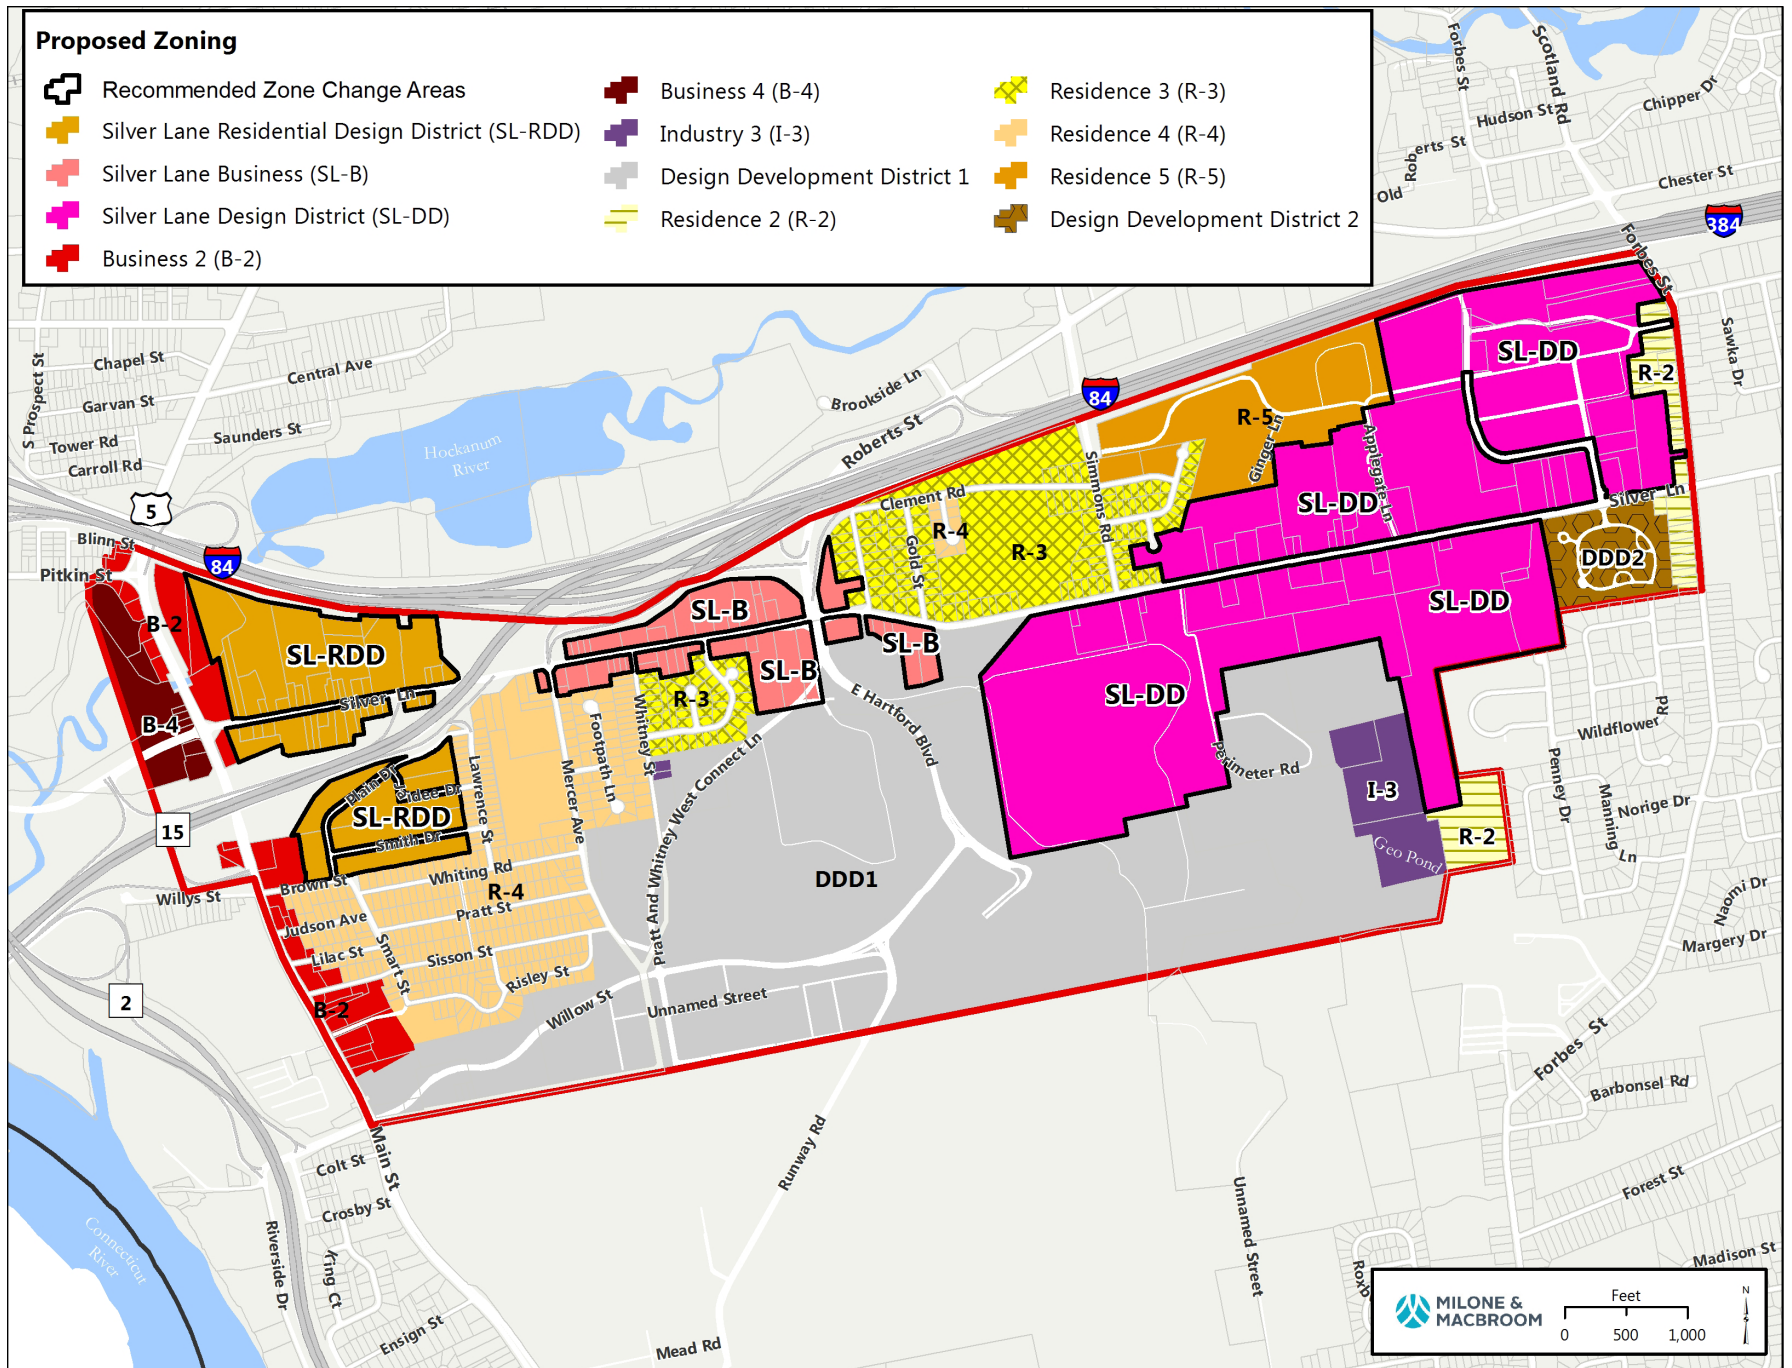 Proposed Zoning
Recommended Zone Change Areas
Silver Lane Residential Design District (SL-RDD)
Silver Lane Business (SL-B)
Silver Lane Design District (SL-DD)
Business 2 (B-2)
Business 4 (B-4)
Industry 3 (I-3)
Design Development District 1
Residence 2 (R-2)
Residence 3 (R-3)
Residence 4 (R-4)
Residence 5 (R-5)
Design Development District 2
Forbes St
Scotland Rd
Chipper Dr
Hudson St
Roberts St
Old
Chester St
384
Forbes St
Sawka Dr
S Prospect St
Chapel St
Central Ave
Garvan St
Tower Rd
Saunders St
Carroll Rd
Hockanum
River
Brookside Ln
Roberts St
84
5
Blinn St
84
Pitkin St
SL-DD
R-2
R-5
Ginger Ln
Applegate Ln
SL-DD
Silver Ln
Simmons Rd
Clement Rd
R-4
Gold St
R-3
DDD2
SL-DD
B-2
SL-RDD
Silver Ln
B-4
SL-B
SL-B
SL-B
R-3
SL-DD
E Hartford Blvd
Perimeter Rd
Whitney St
Footpath Ln
Mercer Ave
Lawrence St
Plain Dr
SL-RDD
Smith Dr
15
Brown St
Willys St
Whiting Rd
R-4
Judson Ave
Pratt St
Lilac St
Smart St
Sisson St
Risley St
B-2
Willow St
Unnamed Street
Pratt And Whitney West Connect Ln
DDD1
I-3
Geo Pond
R-2
Wildflower Rd
Penney Dr
Manning Ln
Norige Dr
Naomi Dr
Margery Dr
Forbes St
Barbonsel Rd
Forest St
Madison St
2
Main St
Colt St
Crosby St
Riverside Dr
King Ct
Ensign St
Connecticut
River
Runway Rd
Mead Rd
Unnamed Street
MILONE &
MACBROOM
Feet
0 500 1,000
N